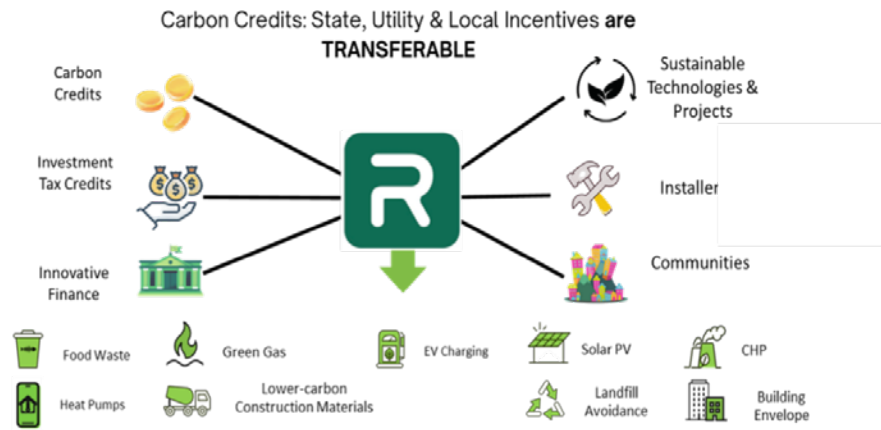 Carbon Credits: State, Utility & Local Incentives are
TRANSFERABLE
Carbon
Credits
Sustainable
Technologies &
Projects
Investment
Tax Credits
R
Installer
Innovative
Finance
Communities
Food Waste
Green Gas
EV Charging
Solar PV
CHP
Heat Pumps
Lower-carbon
Construction Materials
Landfill
Avoidance
Building
Envelope